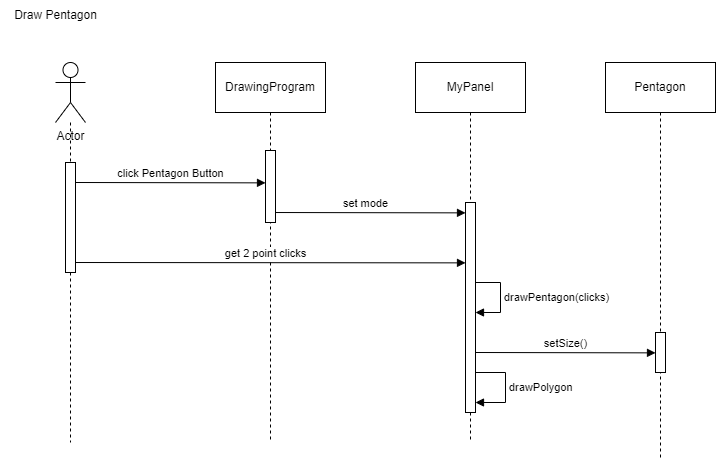 Draw Pentagon
DrawingProgram
MyPanel
Pentagon
Actor
click Pentagon Button
set mode
get 2 point clicks
drawPentagon(clicks)
setSize()
drawPolygon